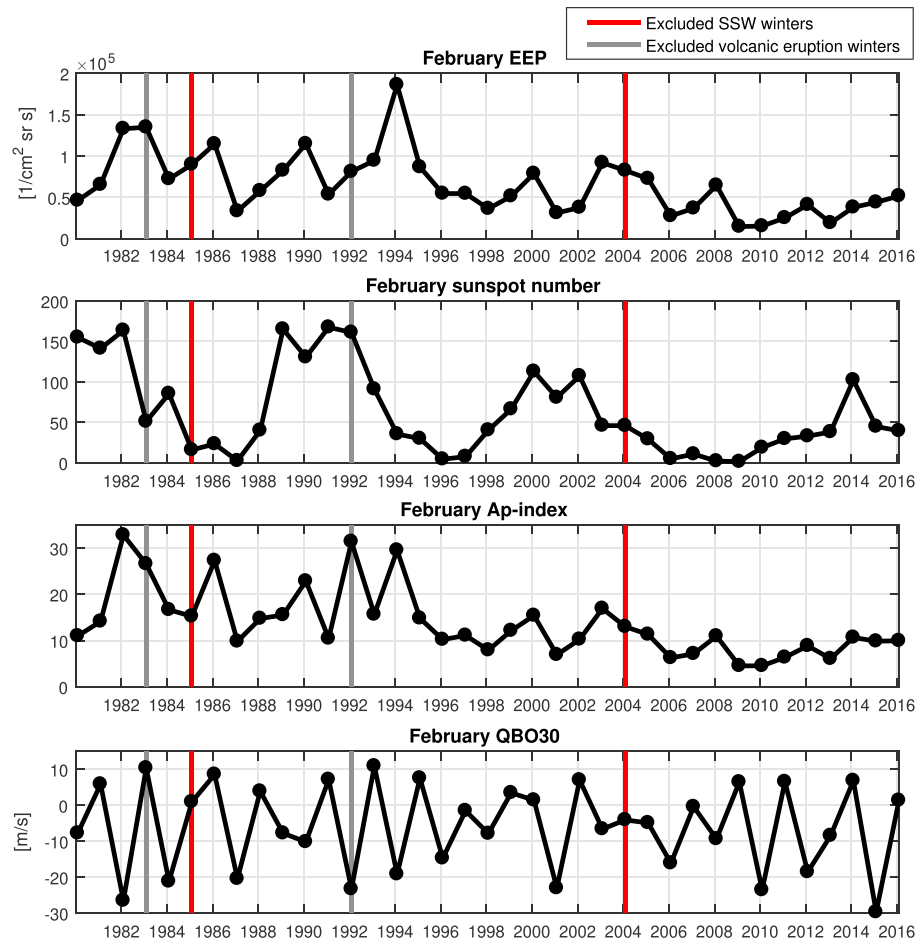 Excluded SSW winters
Excluded volcanic eruption winters
February EEP
×10⁵
[1/cm² sr s]
2
1.5
1
0.5
0
1982 1984 1986 1988 1990 1992 1994 1996 1998 2000 2002 2004 2006 2008 2010 2012 2014 2016
February sunspot number
200
150
100
50
0
1982 1984 1986 1988 1990 1992 1994 1996 1998 2000 2002 2004 2006 2008 2010 2012 2014 2016
February Ap-index
30
20
10
0
1982 1984 1986 1988 1990 1992 1994 1996 1998 2000 2002 2004 2006 2008 2010 2012 2014 2016
February QBO30
[m/s]
10
0
-10
-20
-30
1982 1984 1986 1988 1990 1992 1994 1996 1998 2000 2002 2004 2006 2008 2010 2012 2014 2016